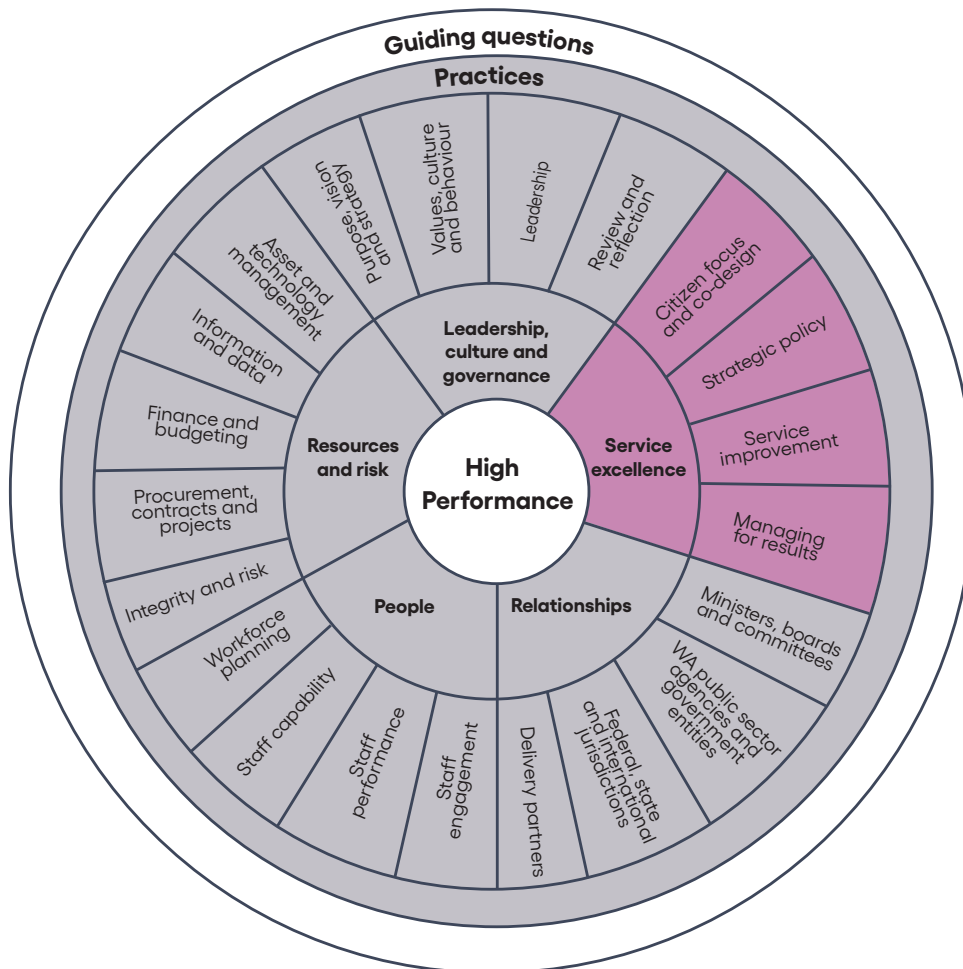 Guiding questions
Practices
Purpose, vision
and strategy
Values, culture
and behaviour
Leadership
Review and
reflection
Citizen focus
and co-design
Strategic policy
Service
improvement
Managing
for results
Ministers, boards
and committees
WA public sector
agencies and
government
entities
Federal, state
and international
jurisdictions
Delivery partners
Staff
engagement
Staff
performance
Staff capability
Workforce
planning
Integrity and risk
Procurement,
contracts and
projects
Finance and
budgeting
Information
and data
Asset and
technology
management
Leadership,
culture and
governance
Service
excellence
Relationships
People
Resources
and risk
High
Performance